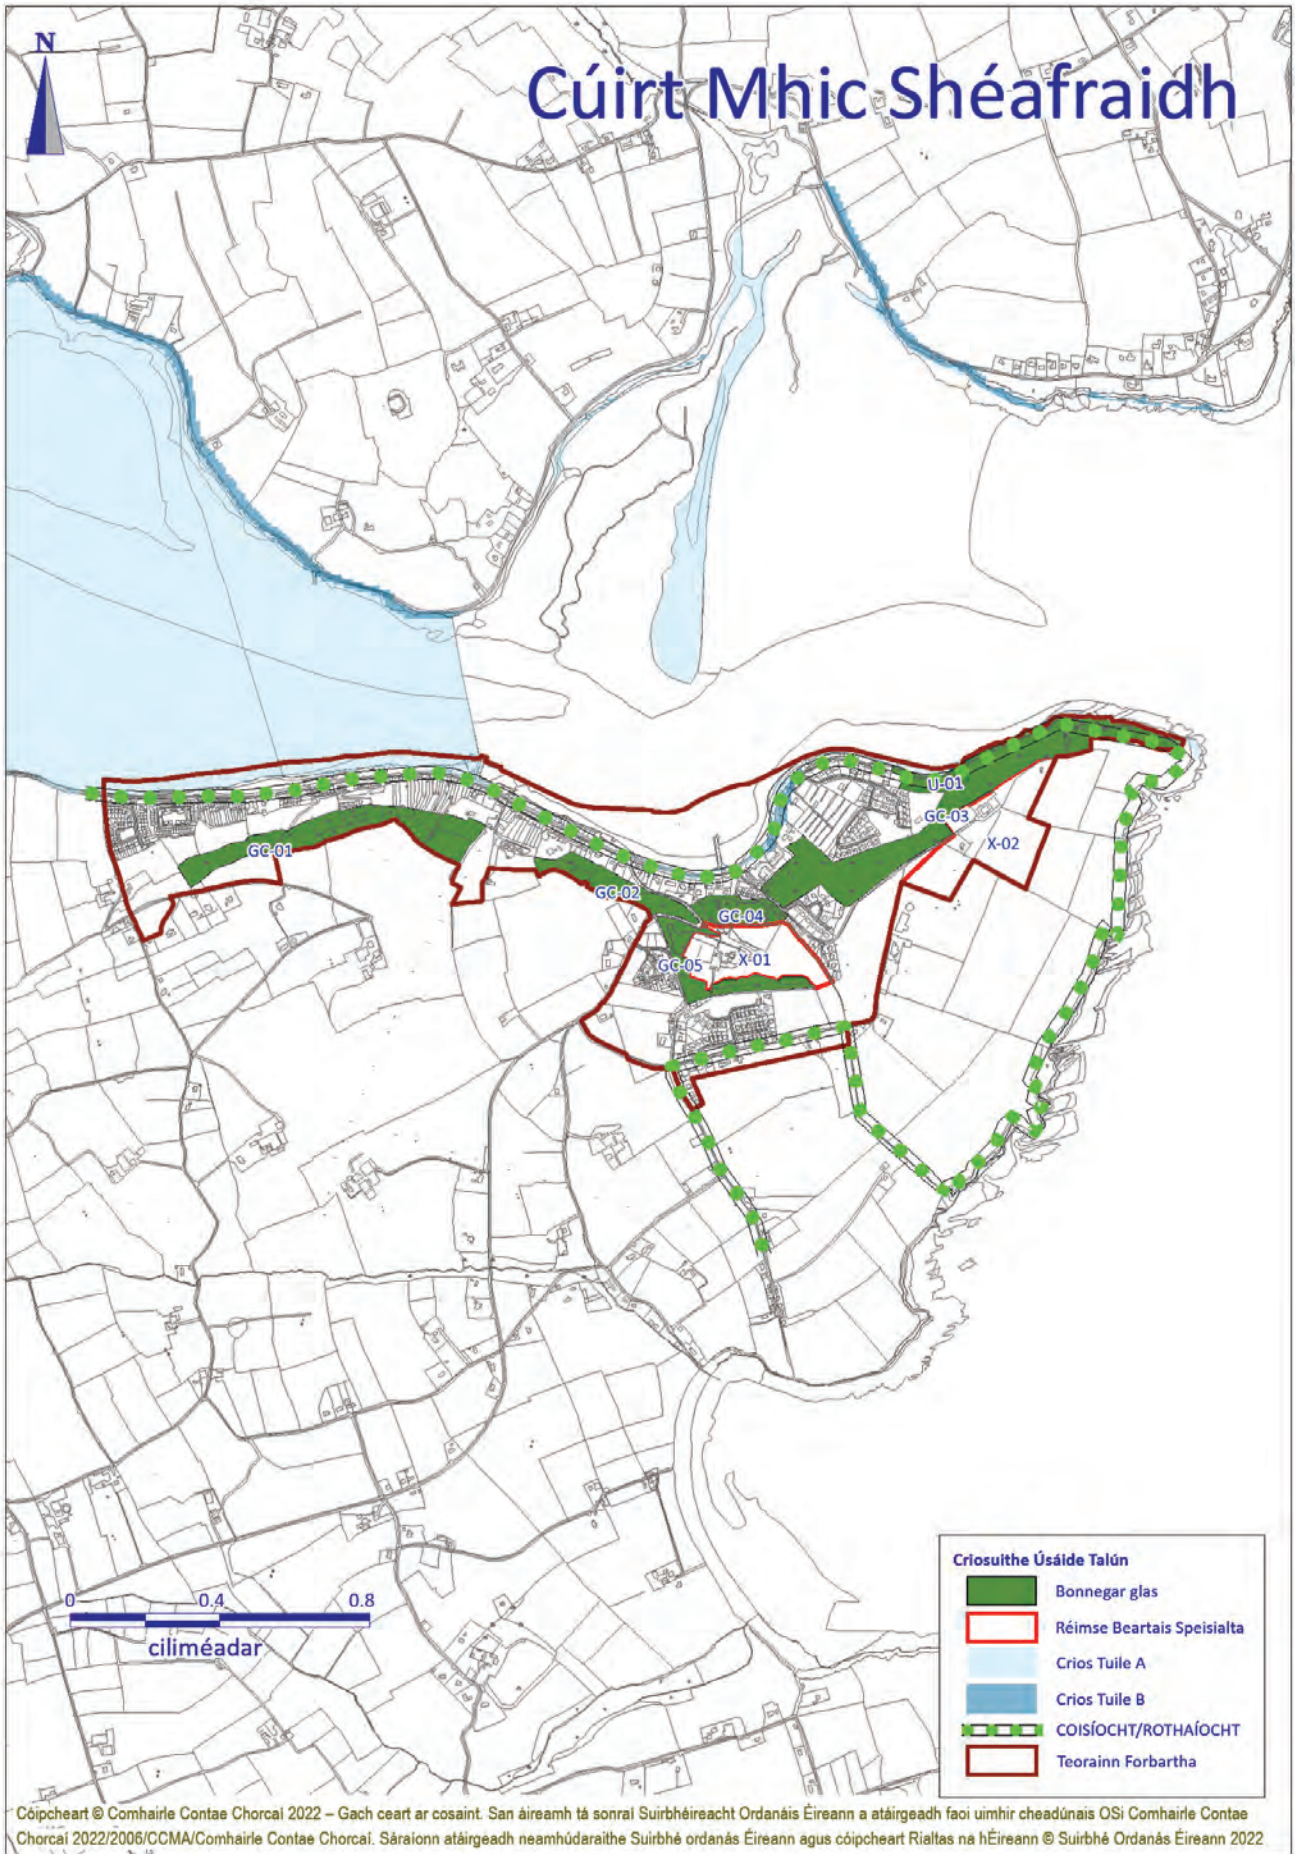 N
Cúirt Mhic Shéafraidh
U-01
GC-03
X-02
GC-01
GC-02
GC-04
X-01
GC-05
0 0.4 0.8
ciliméadar
Criosuithe Úsáide Talún
Bonnegar glas
Réimse Beartais Speisialta
Crios Tuile A
Crios Tuile B
COISÍOCHT/ROTHAÍOCHT
Teorainn Forbartha
Cóipcheart © Comhairle Contae Chorcaí 2022 – Gach ceart ar cosaint. San áireamh tá sonraí Suirbhéireacht Ordanáis Éireann a atáirgeadh faoi uimhir cheadúnais OSi Comhairle Contae
Chorcaí 2022/2006/CCMA/Comhairle Contae Chorcaí. Sáraíonn atáirgeadh neamhúdaraithe Suirbhé ordanás Éireann agus cóipcheart Rialtas na hÉireann © Suirbhé Ordanás Éireann 2022